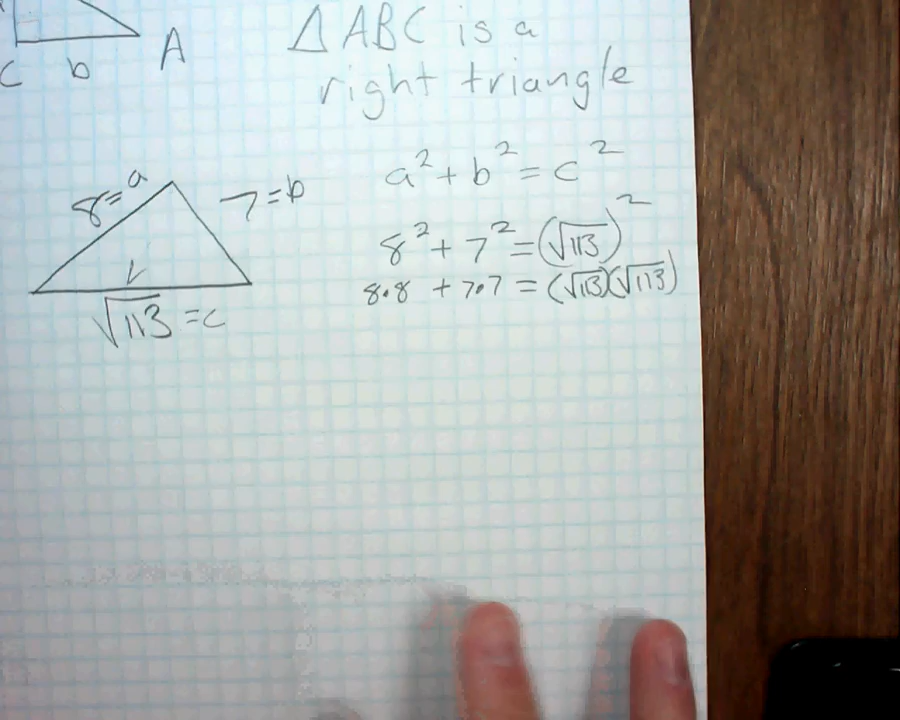 C b A
△ABC is a
right triangle
8=a 7=b
√113 =c
a² + b² = c²
8² + 7² = (√113)²
8•8 + 7•7 = (√113)(√113)